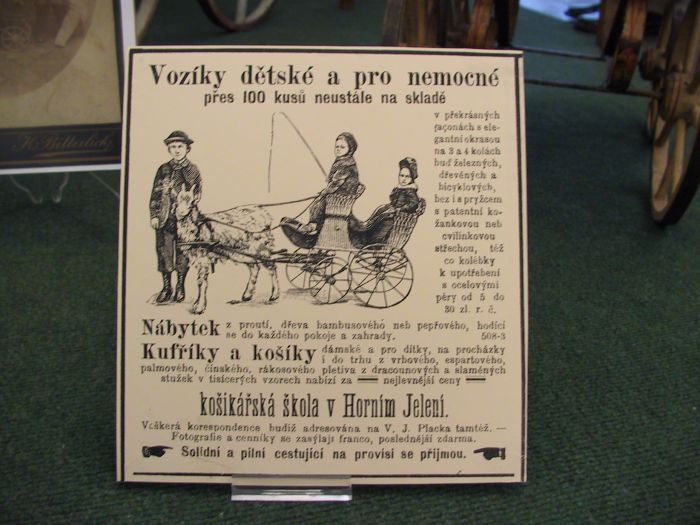 K. Bitterlich
Vozíky dětské a pro nemocné
přes 100 kusů neustále na skladě
v překrásných
façonách s ele-
gantní okrasou
na 3 a 4 kolách
buď železných,
dřevěných a
bicyklových,
bez i s pryžcem
s patentní ko-
žankovou neb
cvilinkovou
střechou, též
co kolébky
k upotřebení
s ocelovými
péry od 5 do
30 zl. r. č.
Nábytek z proutí, dřeva bambusového neb pepřového, hodící
se do každého pokoje a zahrady. 508-3
Kufříky a košíky dámské a pro dítky, na procházky
i do trhu z vrbového, espartového,
palmového, čínského, rákosového pletiva z dracounových a slaměných
stužek v tisícerých vzorech nabízí za — nejlevnější ceny —
košikářská škola v Horním Jelení.
Veškerá korespondence budiž adresována na V. J. Placka tamtéž. —
Fotografie a cenníky se zasýlají franco, poslednější zdarma.
Solidní a pilní cestující na provisi se přijmou.